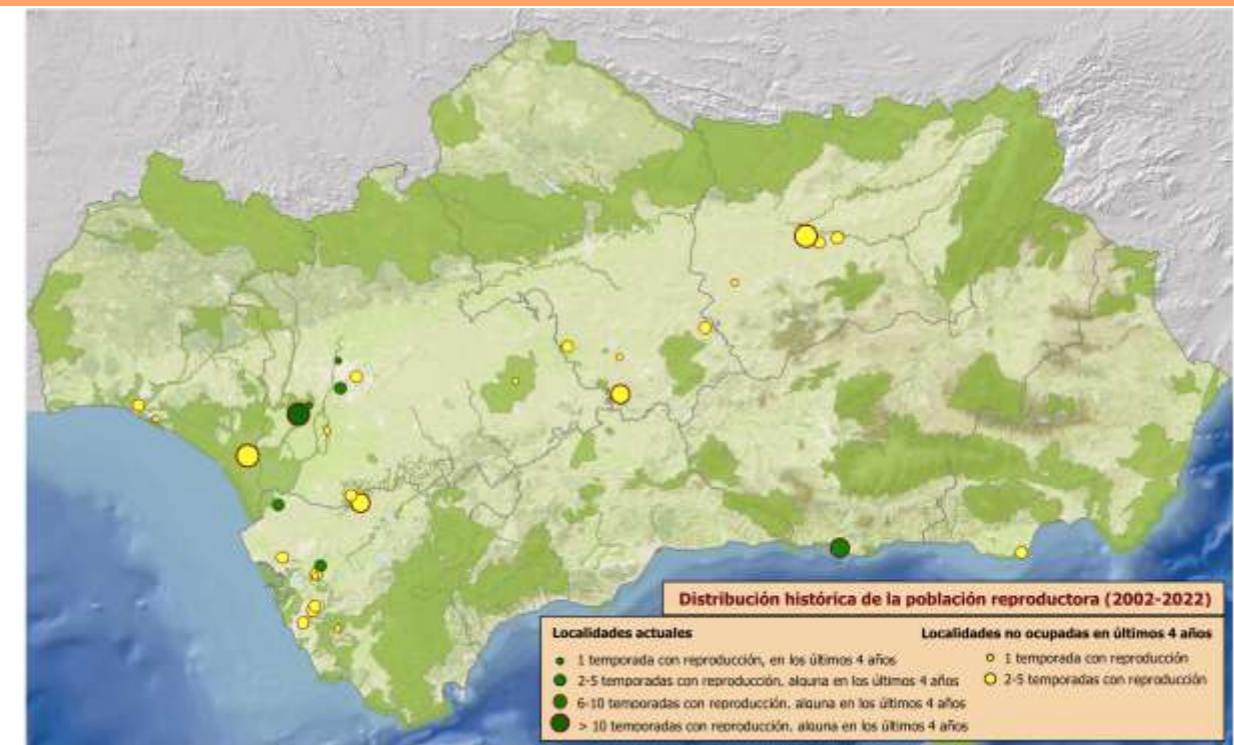 Distribución histórica de la población reproductora (2002-2022)
Localidades actuales
1 temporada con reproducción, en los últimos 4 años
2-5 temporadas con reproducción, alguna en los últimos 4 años
6-10 temporadas con reproducción, alguna en los últimos 4 años
> 10 temporadas con reproducción, alguna en los últimos 4 años
Localidades no ocupadas en últimos 4 años
1 temporada con reproducción
2-5 temporadas con reproducción